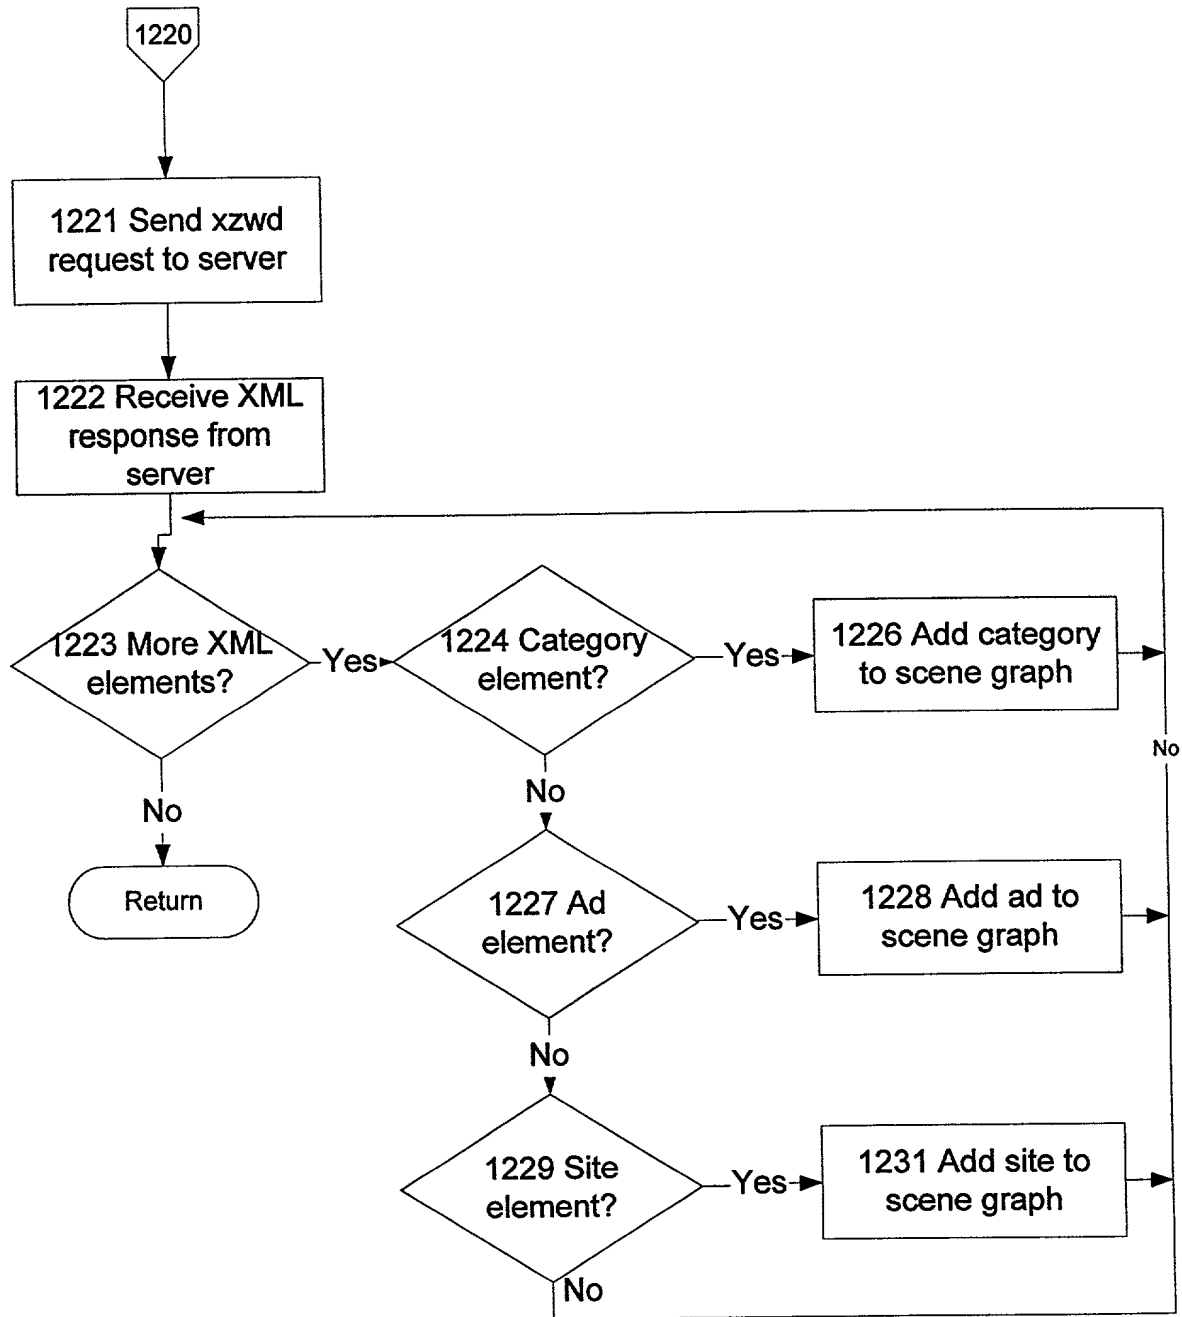 1220
1221 Send xzwd
request to server
1222 Receive XML
response from
server
1223 More XML
elements?
Yes
1224 Category
element?
Yes
1226 Add category
to scene graph
No
No
No
Return
1227 Ad
element?
Yes
1228 Add ad to
scene graph
No
1229 Site
element?
Yes
1231 Add site to
scene graph
No